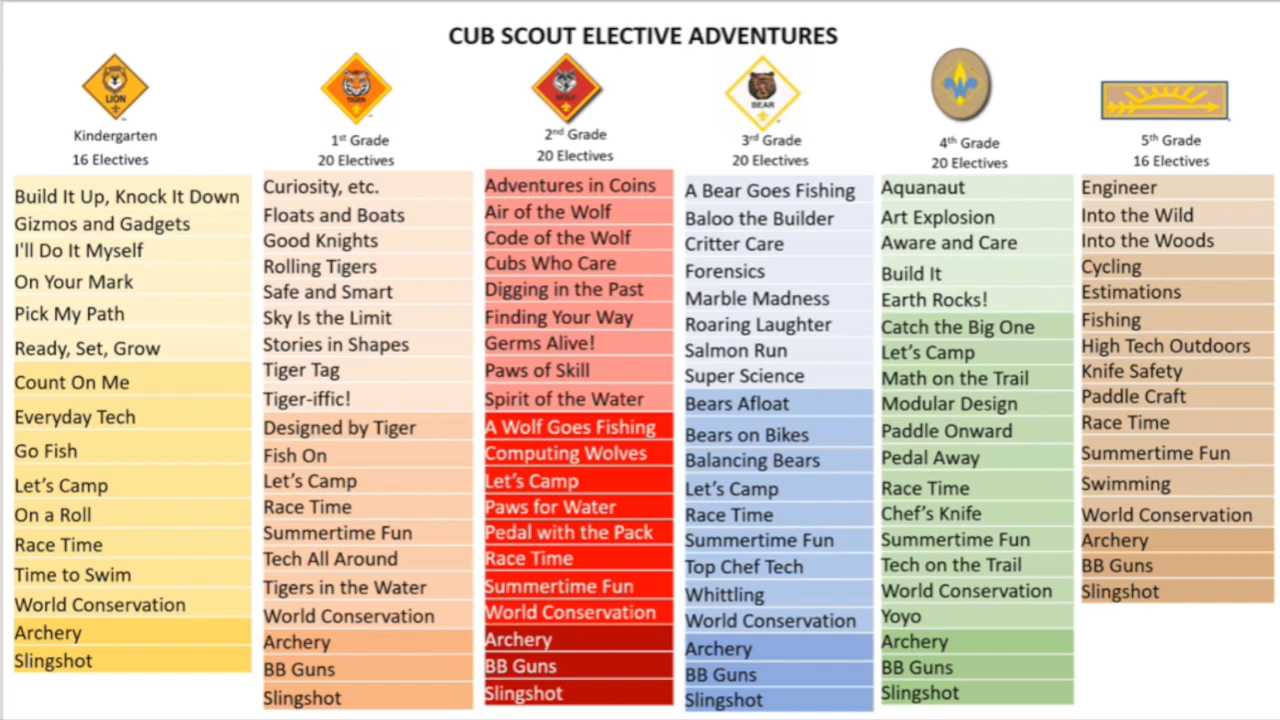 CUB SCOUT ELECTIVE ADVENTURES
LION
Kindergarten
16 Electives
Build It Up, Knock It Down
Gizmos and Gadgets
I'll Do It Myself
On Your Mark
Pick My Path
Ready, Set, Grow
Count On Me
Everyday Tech
Go Fish
Let’s Camp
On a Roll
Race Time
Time to Swim
World Conservation
Archery
Slingshot
TIGER
1st Grade
20 Electives
Curiosity, etc.
Floats and Boats
Good Knights
Rolling Tigers
Safe and Smart
Sky Is the Limit
Stories in Shapes
Tiger Tag
Tiger-iffic!
Designed by Tiger
Fish On
Let’s Camp
Race Time
Summertime Fun
Tech All Around
Tigers in the Water
World Conservation
Archery
BB Guns
Slingshot
WOLF
2nd Grade
20 Electives
Adventures in Coins
Air of the Wolf
Code of the Wolf
Cubs Who Care
Digging in the Past
Finding Your Way
Germs Alive!
Paws of Skill
Spirit of the Water
A Wolf Goes Fishing
Computing Wolves
Let’s Camp
Paws for Water
Pedal with the Pack
Race Time
Summertime Fun
World Conservation
Archery
BB Guns
Slingshot
BEAR
3rd Grade
20 Electives
A Bear Goes Fishing
Baloo the Builder
Critter Care
Forensics
Marble Madness
Roaring Laughter
Salmon Run
Super Science
Bears Afloat
Bears on Bikes
Balancing Bears
Let’s Camp
Race Time
Summertime Fun
Top Chef Tech
Whittling
World Conservation
Archery
BB Guns
Slingshot
4th Grade
20 Electives
Aquanaut
Art Explosion
Aware and Care
Build It
Earth Rocks!
Catch the Big One
Let’s Camp
Math on the Trail
Modular Design
Paddle Onward
Pedal Away
Race Time
Chef’s Knife
Summertime Fun
Tech on the Trail
World Conservation
Yoyo
Archery
BB Guns
Slingshot
5th Grade
16 Electives
Engineer
Into the Wild
Into the Woods
Cycling
Estimations
Fishing
High Tech Outdoors
Knife Safety
Paddle Craft
Race Time
Summertime Fun
Swimming
World Conservation
Archery
BB Guns
Slingshot